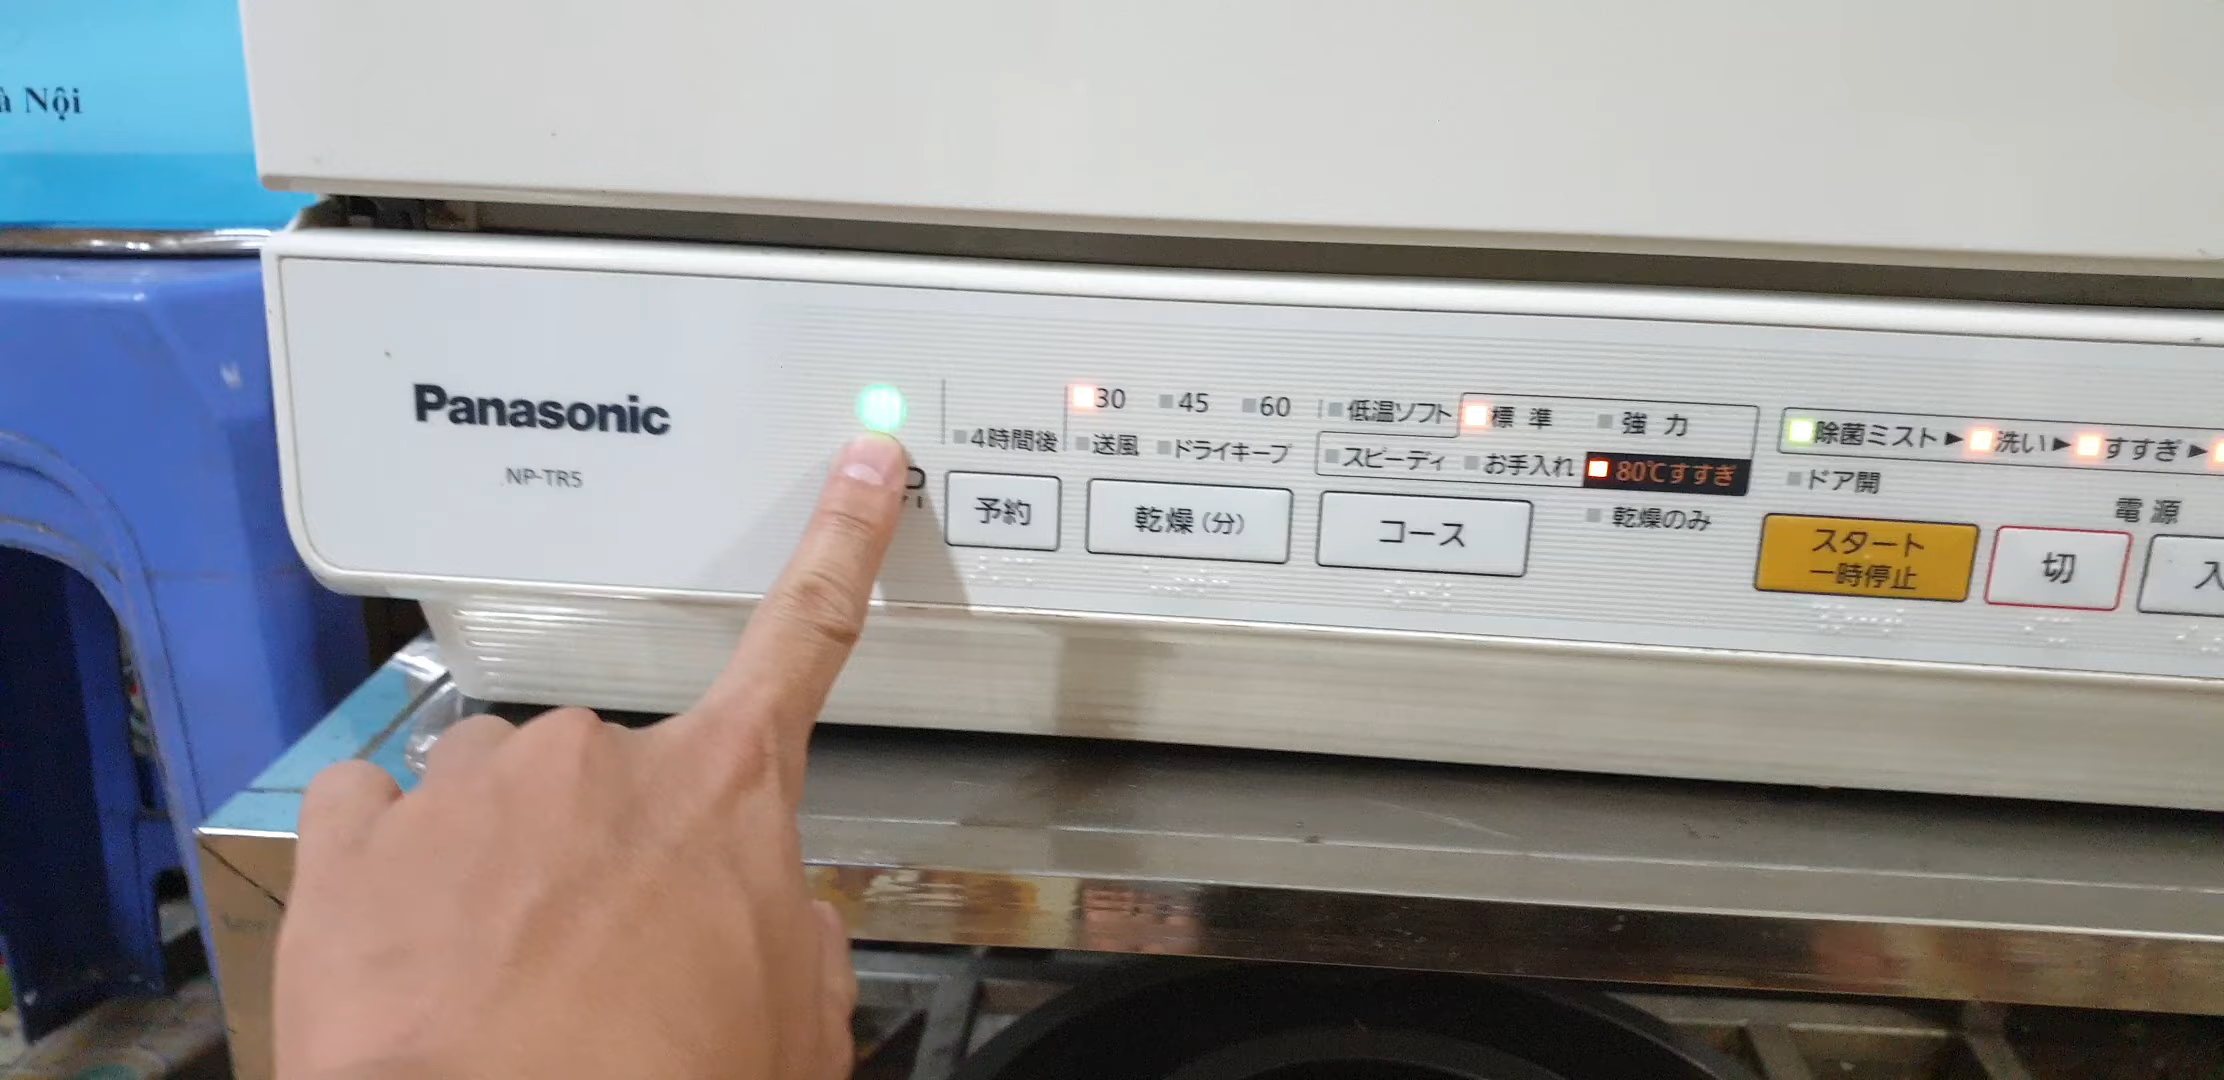 à Nội
Panasonic
NP-TR5
4時間後
30 45 60
送風 ドライキープ
低温ソフト 標準 強力
スピーディ お手入れ 80℃すすぎ
乾燥のみ
除菌ミスト▶洗い▶すすぎ▶
ドア開
電源
予約
乾燥(分)
コース
スタート
一時停止
切
入